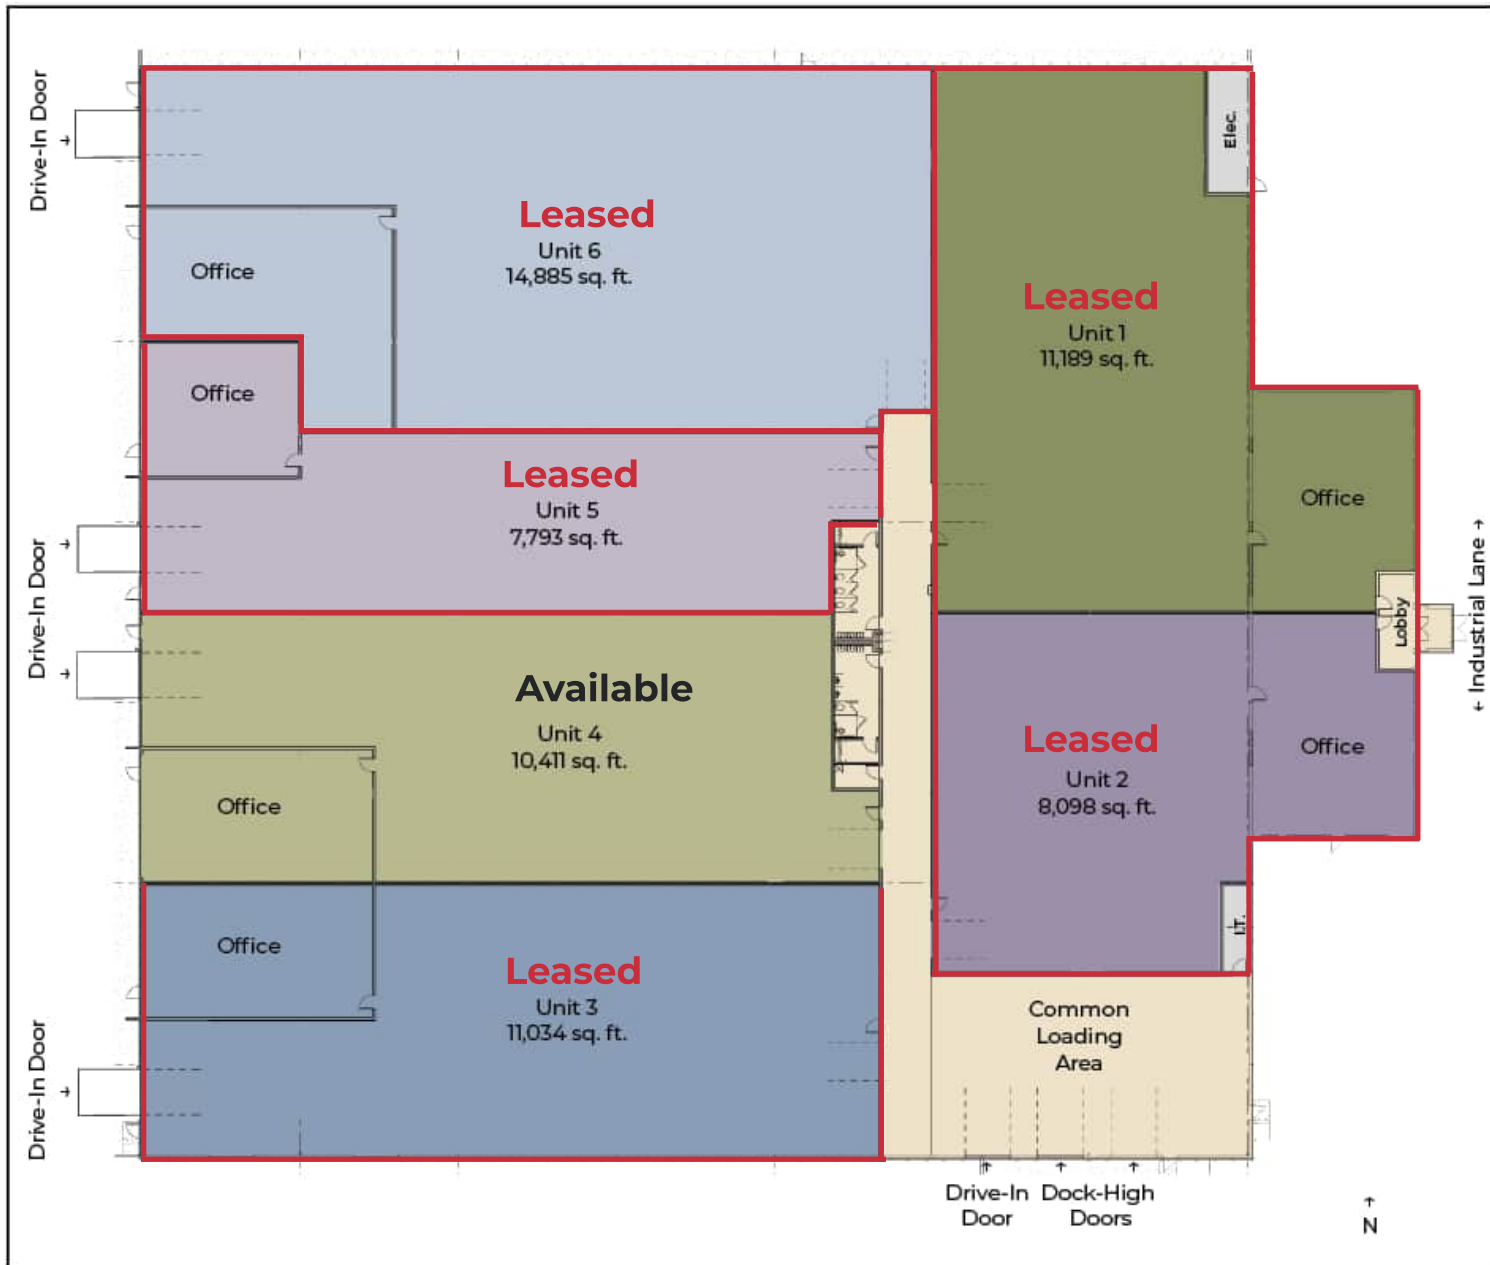 Drive-In Door →
Leased
Unit 6
14,885 sq. ft.
Office
Elec.
Leased
Unit 1
11,189 sq. ft.
Office
Office
Leased
Unit 5
7,793 sq. ft.
Drive-In Door → →
Lobby
← Industrial Lane →
Available
Unit 4
10,411 sq. ft.
Office
Leased
Unit 2
8,098 sq. ft.
Office
I.T.
Office
Leased
Unit 3
11,034 sq. ft.
Drive-In Door →
Common
Loading
Area
Drive-In
Door
Dock-High
Doors
N